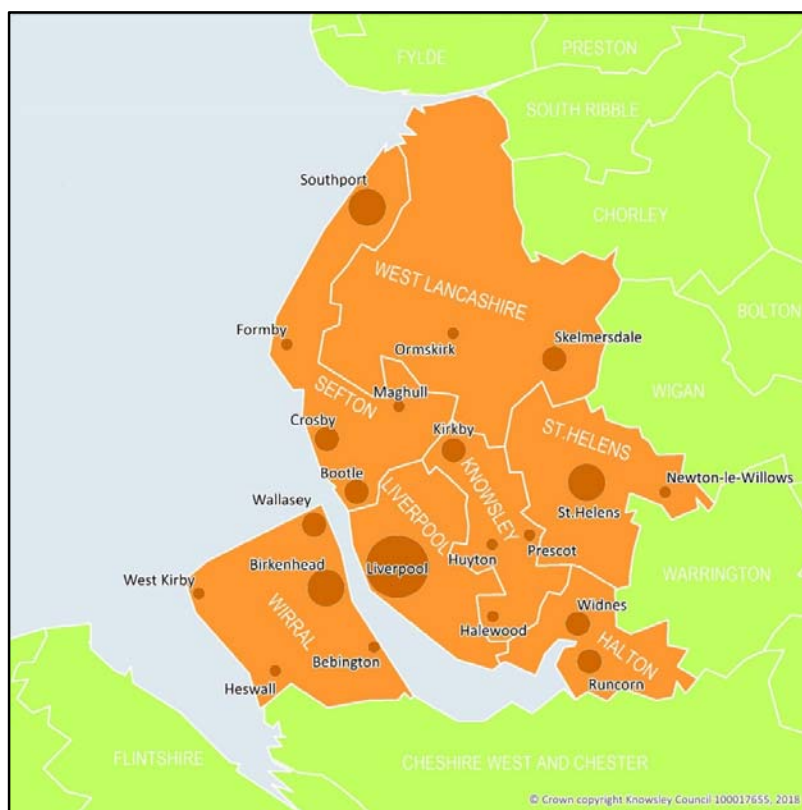 FYLDE
PRESTON
SOUTH RIBBLE
CHORLEY
Southport
WEST LANCASHIRE
BOLTON
Formby
Ormskirk
Skelmersdale
WIGAN
SEFTON
Maghull
Crosby
Kirkby
ST.HELENS
KNOWSLEY
Bootle
LIVERPOOL
Newton-le-Willows
Wallasey
St.Helens
Huyton
Prescot
Birkenhead
Liverpool
West Kirby
WARRINGTON
WIRRAL
Widnes
Halewood
HALTON
Bebington
Heswall
Runcorn
FLINTSHIRE
CHESHIRE WEST AND CHESTER
© Crown copyright Knowsley Council 100017655, 2018